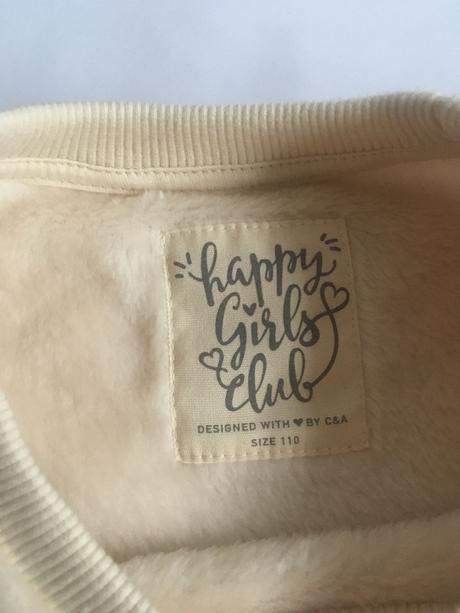 happy
Girls
Club
DESIGNED WITH ♥ BY C&A
SIZE 110